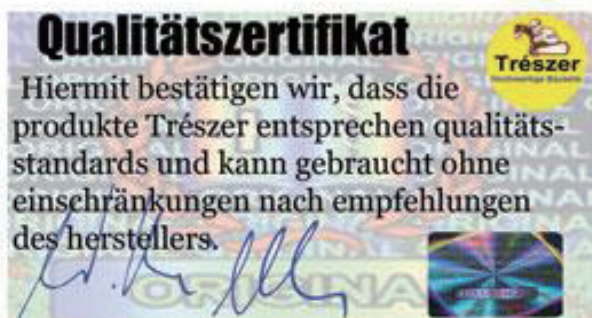 Qualitätszertifikat
Trészer
Hiermit bestätigen wir, dass die
produkte Trészer entsprechen qualitäts-
standards und kann gebraucht ohne
einschränkungen nach empfehlungen
des herstellers.
ORIGINAL